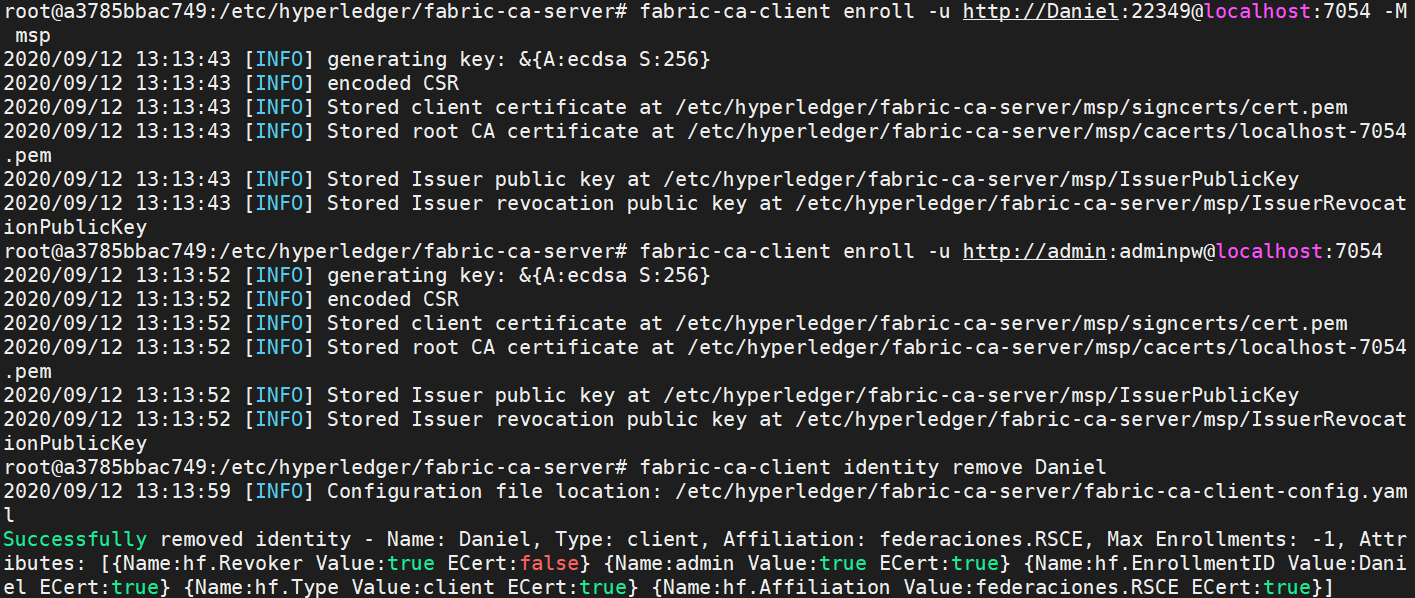 root@a3785bbac749:/etc/hyperledger/fabric-ca-server# fabric-ca-client enroll -u http://Daniel:22349@localhost:7054 -M
 msp
2020/09/12 13:13:43 [INFO] generating key: &{A:ecdsa S:256}
2020/09/12 13:13:43 [INFO] encoded CSR
2020/09/12 13:13:43 [INFO] Stored client certificate at /etc/hyperledger/fabric-ca-server/msp/signcerts/cert.pem
2020/09/12 13:13:43 [INFO] Stored root CA certificate at /etc/hyperledger/fabric-ca-server/msp/cacerts/localhost-7054
.pem
2020/09/12 13:13:43 [INFO] Stored Issuer public key at /etc/hyperledger/fabric-ca-server/msp/IssuerPublicKey
2020/09/12 13:13:43 [INFO] Stored Issuer revocation public key at /etc/hyperledger/fabric-ca-server/msp/IssuerRevocat
ionPublicKey
root@a3785bbac749:/etc/hyperledger/fabric-ca-server# fabric-ca-client enroll -u http://admin:adminpw@localhost:7054
2020/09/12 13:13:52 [INFO] generating key: &{A:ecdsa S:256}
2020/09/12 13:13:52 [INFO] encoded CSR
2020/09/12 13:13:52 [INFO] Stored client certificate at /etc/hyperledger/fabric-ca-server/msp/signcerts/cert.pem
2020/09/12 13:13:52 [INFO] Stored root CA certificate at /etc/hyperledger/fabric-ca-server/msp/cacerts/localhost-7054
.pem
2020/09/12 13:13:52 [INFO] Stored Issuer public key at /etc/hyperledger/fabric-ca-server/msp/IssuerPublicKey
2020/09/12 13:13:52 [INFO] Stored Issuer revocation public key at /etc/hyperledger/fabric-ca-server/msp/IssuerRevocat
ionPublicKey
root@a3785bbac749:/etc/hyperledger/fabric-ca-server# fabric-ca-client identity remove Daniel
2020/09/12 13:13:59 [INFO] Configuration file location: /etc/hyperledger/fabric-ca-server/fabric-ca-client-config.yam
l
Successfully removed identity - Name: Daniel, Type: client, Affiliation: federaciones.RSCE, Max Enrollments: -1, Attr
ibutes: [{Name:hf.Revoker Value:true ECert:false} {Name:admin Value:true ECert:true} {Name:hf.EnrollmentID Value:Dani
el ECert:true} {Name:hf.Type Value:client ECert:true} {Name:hf.Affiliation Value:federaciones.RSCE ECert:true}]